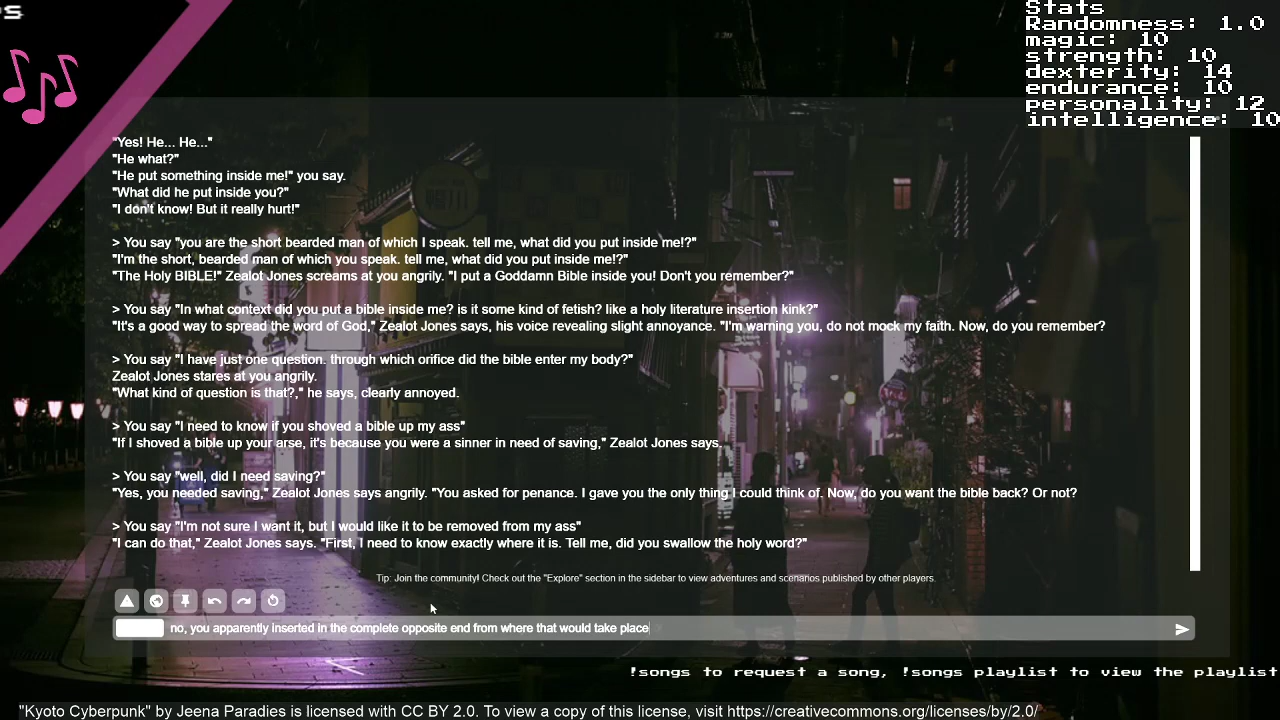 s
Stats
Randomness: 1.0
magic: 10
strength: 10
dexterity: 14
endurance: 10
personality: 12
intelligence: 10
"Yes! He... He..."
"He what?"
"He put something inside me!" you say.
"What did he put inside you?"
"I don't know! But it really hurt!"
> You say "you are the short bearded man of which I speak. tell me, what did you put inside me!?"
"I'm the short, bearded man of which you speak. tell me, what did you put inside me!?"
"The Holy BIBLE!" Zealot Jones screams at you angrily. "I put a Goddamn Bible inside you! Don't you remember?"
> You say "In what context did you put a bible inside me? is it some kind of fetish? like a holy literature insertion kink?"
"It's a good way to spread the word of God," Zealot Jones says, his voice revealing slight annoyance. "I'm warning you, do not mock my faith. Now, do you remember?
> You say "I have just one question. through which orifice did the bible enter my body?"
Zealot Jones stares at you angrily.
"What kind of question is that?," he says, clearly annoyed.
> You say "I need to know if you shoved a bible up my ass"
"If I shoved a bible up your arse, it's because you were a sinner in need of saving," Zealot Jones says.
> You say "well, did I need saving?"
"Yes, you needed saving," Zealot Jones says angrily. "You asked for penance. I gave you the only thing I could think of. Now, do you want the bible back? Or not?
> You say "I'm not sure I want it, but I would like it to be removed from my ass"
"I can do that," Zealot Jones says. "First, I need to know exactly where it is. Tell me, did you swallow the holy word?"
Tip: Join the community! Check out the "Explore" section in the sidebar to view adventures and scenarios published by other players.
no, you apparently inserted in the complete opposite end from where that would take place
!songs to request a song, !songs playlist to view the playlist
"Kyoto Cyberpunk" by Jeena Paradies is licensed with CC BY 2.0. To view a copy of this license, visit https://creativecommons.org/licenses/by/2.0/